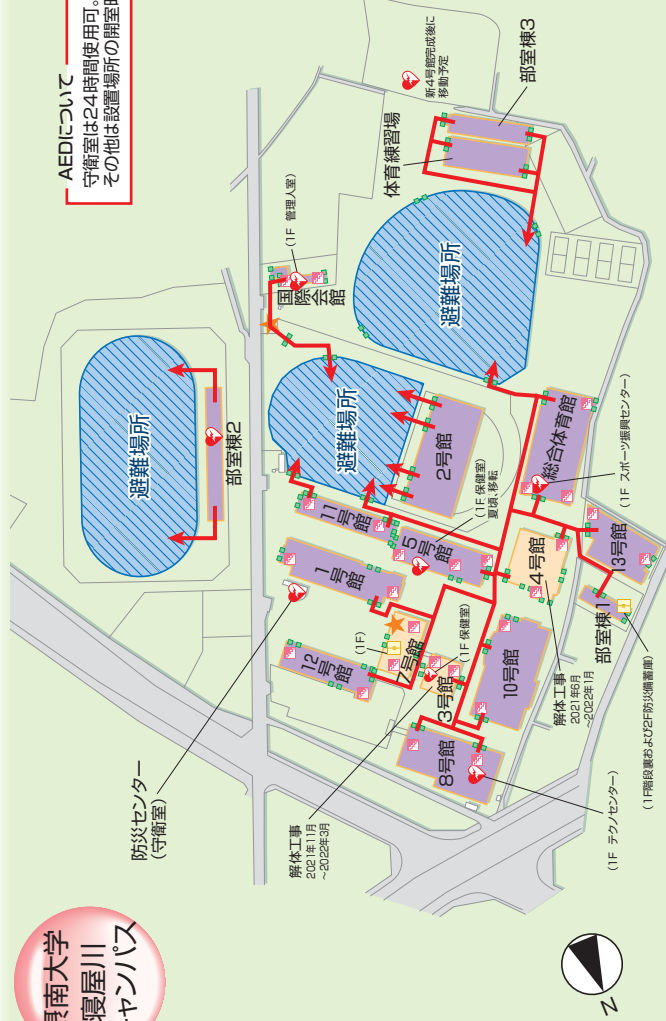 AEDについて
守衛室は24時間使用可。
その他は設置場所の開室
新4号館完成後に
移動予定
部室棟3
体育練習場
(1F 管理人室)
国際会館
避難場所
避難場所
部室棟2
避難場所
2号館
総合体育館
(1F スポーツ振興センター)
(1F 保健室)
夏頃、移転
11号館
5号館
1号館
4号館
13号館
部室棟1
(1F階段裏および2F防災備蓄庫)
解体工事
2021年6月
~2022年1月
(1F)
7号館
(1F 保健室)
3号館
12号館
10号館
8号館
(1F テクノセンター)
防災センター
(守衛室)
解体工事
2021年11月
~2022年3月
南大学
寝屋川
キャンパス
N